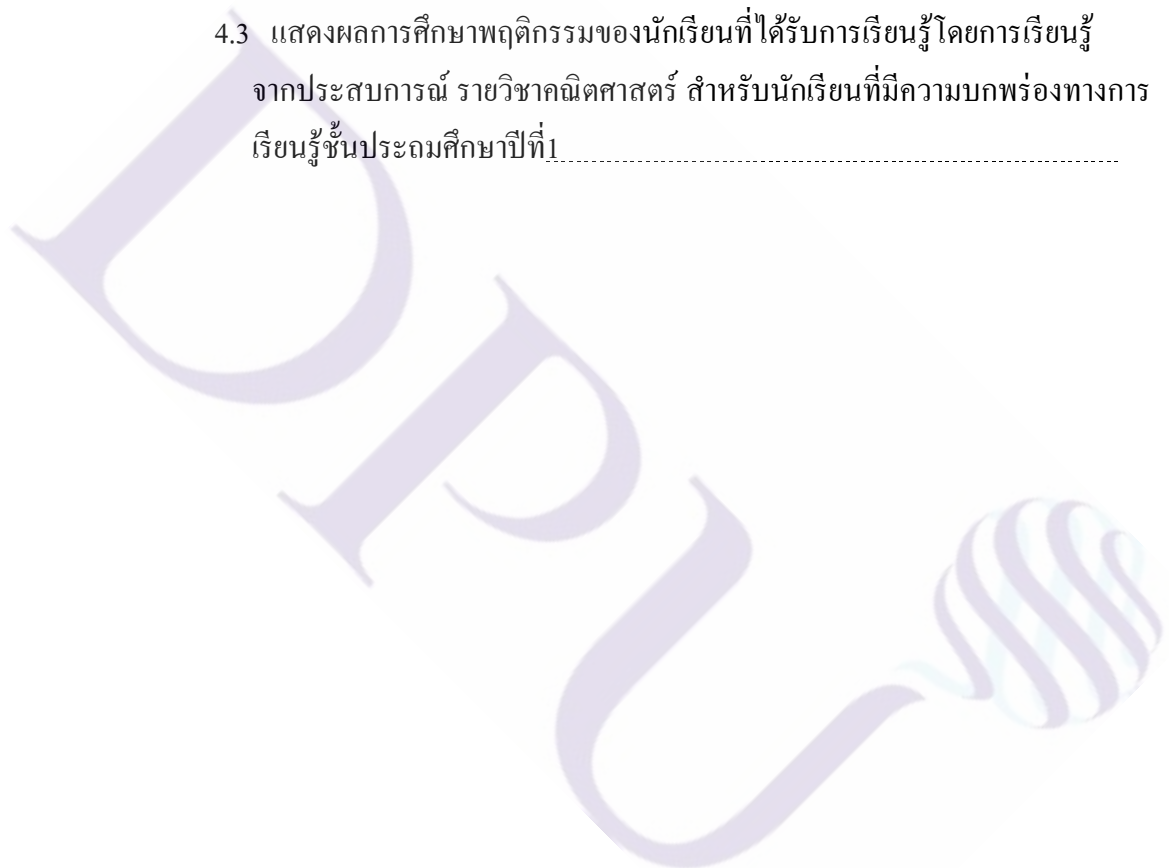 4.3 แสดงผลการศึกษาพฤติกรรมของนักเรียนที่ได้รับการเรียนรู้โดยการเรียนรู้
จากประสบการณ์ รายวิชาคณิตศาสตร์ สำหรับนักเรียนที่มีความบกพร่องทางการ
เรียนรู้ชั้นประถมศึกษาปีที่1
DPU